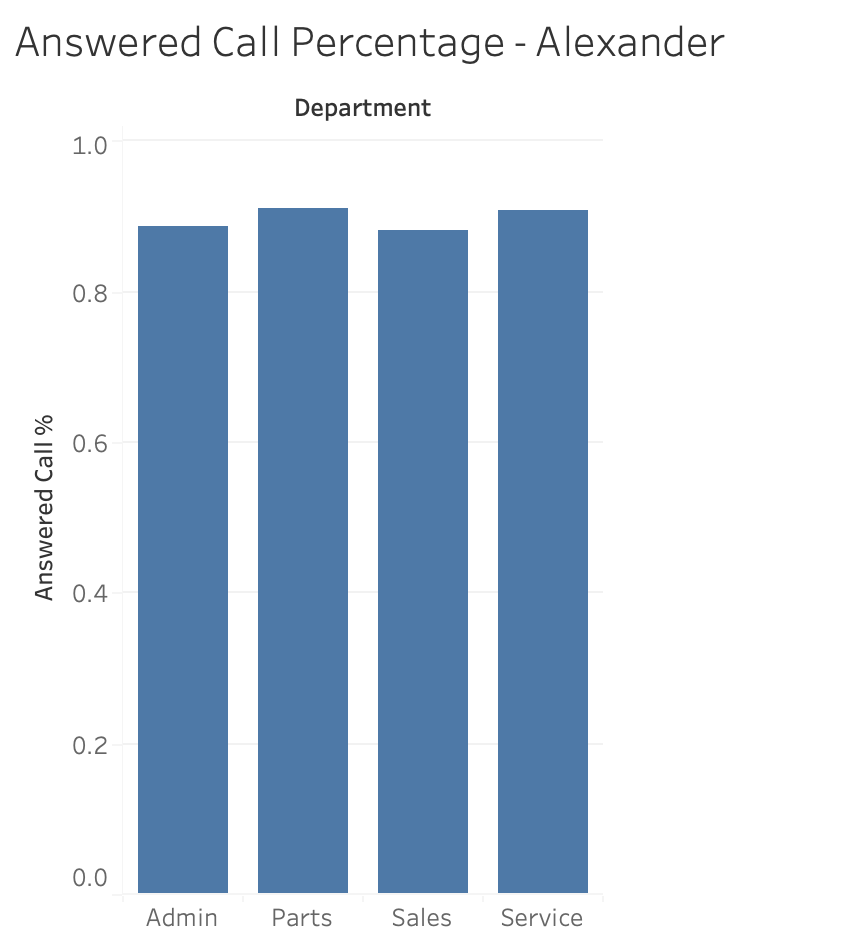 Answered Call Percentage - Alexander
Department
1.0
0.8
0.6
0.4
0.2
0.0
Answered Call %
Admin Parts Sales Service